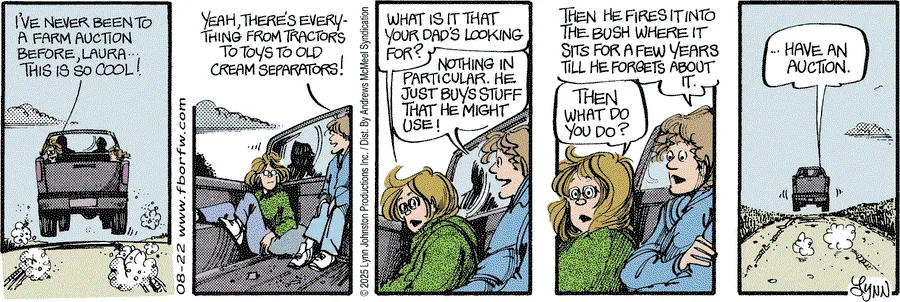 I'VE NEVER BEEN TO
A FARM AUCTION
BEFORE, LAURA...
THIS IS SO COOL!
08-22 www.fborfw.com
YEAH, THERE'S EVERY-
THING FROM TRACTORS
TO TOYS TO OLD
CREAM SEPARATORS!
© 2025 Lynn Johnston Productions Inc. / Dist. By Andrews McMeel Syndication
WHAT IS IT THAT
YOUR DAD'S LOOKING
FOR?
NOTHING IN
PARTICULAR. HE
JUST BUYS STUFF
THAT HE MIGHT
USE!
THEN HE FIRES IT INTO
THE BUSH WHERE IT
SITS FOR A FEW YEARS
TILL HE FORGETS ABOUT
IT.
THEN
WHAT DO
YOU DO?
... HAVE AN
AUCTION.
LYNN